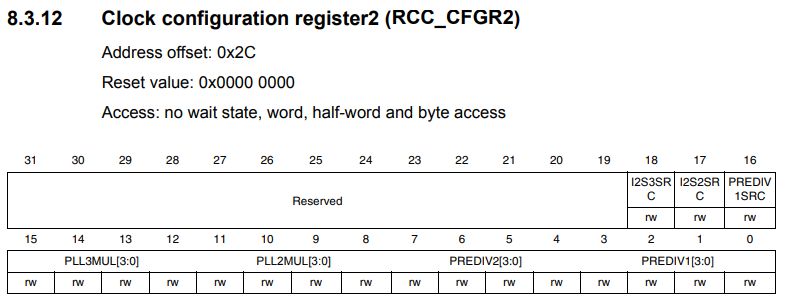 8.3.12 Clock configuration register2 (RCC_CFGR2)
Address offset: 0x2C
Reset value: 0x0000 0000
Access: no wait state, word, half-word and byte access
31 30 29 28 27 26 25 24 23 22 21 20 19 18 17 16
Reserved I2S3SR I2S2SR PREDIV
C C 1SRC
rw rw rw
15 14 13 12 11 10 9 8 7 6 5 4 3 2 1 0
PLL3MUL[3:0] PLL2MUL[3:0] PREDIV2[3:0] PREDIV1[3:0]
rw rw rw rw rw rw rw rw rw rw rw rw rw rw rw rw